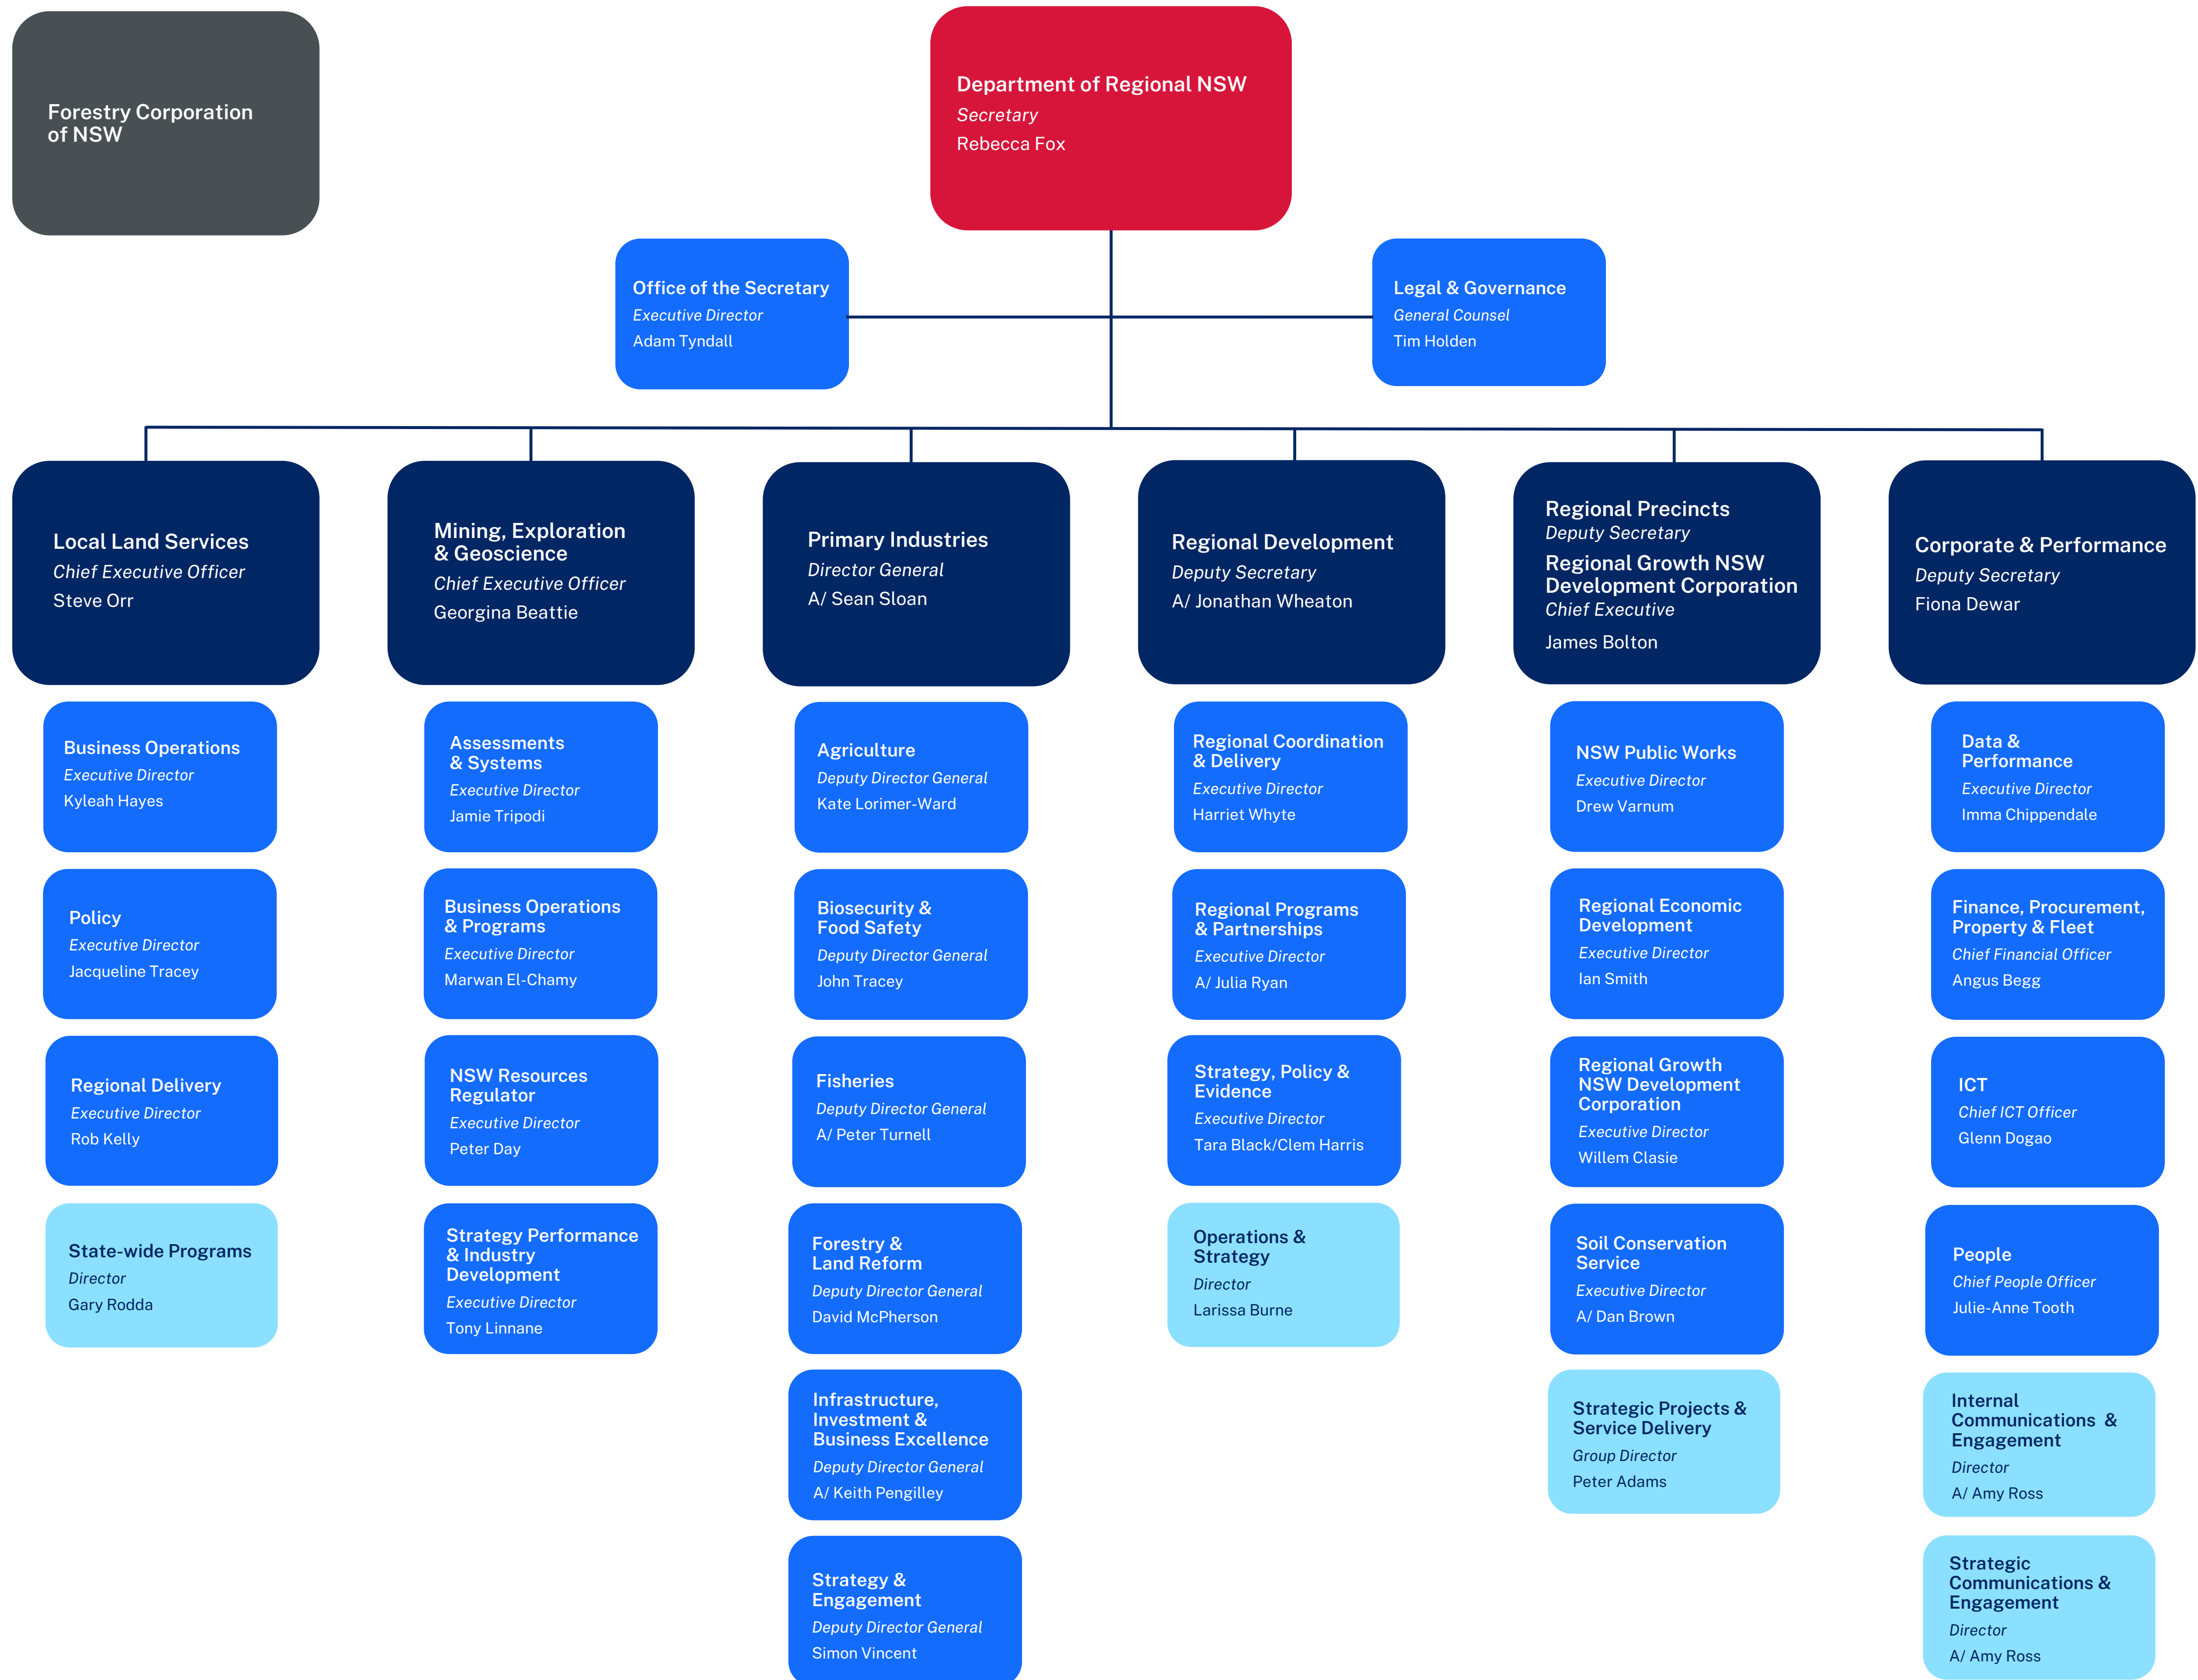 Forestry Corporation
of NSW
Department of Regional NSW
Secretary
Rebecca Fox
Office of the Secretary
Executive Director
Adam Tyndall
Legal & Governance
General Counsel
Tim Holden
Local Land Services
Chief Executive Officer
Steve Orr
Mining, Exploration
& Geoscience
Chief Executive Officer
Georgina Beattie
Primary Industries
Director General
A/ Sean Sloan
Regional Development
Deputy Secretary
A/ Jonathan Wheaton
Regional Precincts
Deputy Secretary
Regional Growth NSW
Development Corporation
Chief Executive
James Bolton
Corporate & Performance
Deputy Secretary
Fiona Dewar
Business Operations
Executive Director
Kyleah Hayes
Policy
Executive Director
Jacqueline Tracey
Regional Delivery
Executive Director
Rob Kelly
State-wide Programs
Director
Gary Rodda
Assessments
& Systems
Executive Director
Jamie Tripodi
Business Operations
& Programs
Executive Director
Marwan El-Chamy
NSW Resources
Regulator
Executive Director
Peter Day
Strategy Performance
& Industry
Development
Executive Director
Tony Linnane
Agriculture
Deputy Director General
Kate Lorimer-Ward
Biosecurity &
Food Safety
Deputy Director General
John Tracey
Fisheries
Deputy Director General
A/ Peter Turnell
Forestry &
Land Reform
Deputy Director General
David McPherson
Infrastructure,
Investment &
Business Excellence
Deputy Director General
A/ Keith Pengilley
Strategy &
Engagement
Deputy Director General
Simon Vincent
Regional Coordination
& Delivery
Executive Director
Harriet Whyte
Regional Programs
& Partnerships
Executive Director
A/ Julia Ryan
Strategy, Policy &
Evidence
Executive Director
Tara Black/Clem Harris
Operations &
Strategy
Director
Larissa Burne
NSW Public Works
Executive Director
Drew Varnum
Regional Economic
Development
Executive Director
Ian Smith
Regional Growth
NSW Development
Corporation
Executive Director
Willem Clasie
Soil Conservation
Service
Executive Director
A/ Dan Brown
Strategic Projects &
Service Delivery
Group Director
Peter Adams
Data &
Performance
Executive Director
Imma Chippendale
Finance, Procurement,
Property & Fleet
Chief Financial Officer
Angus Begg
ICT
Chief ICT Officer
Glenn Dogao
People
Chief People Officer
Julie-Anne Tooth
Internal
Communications &
Engagement
Director
A/ Amy Ross
Strategic
Communications &
Engagement
Director
A/ Amy Ross